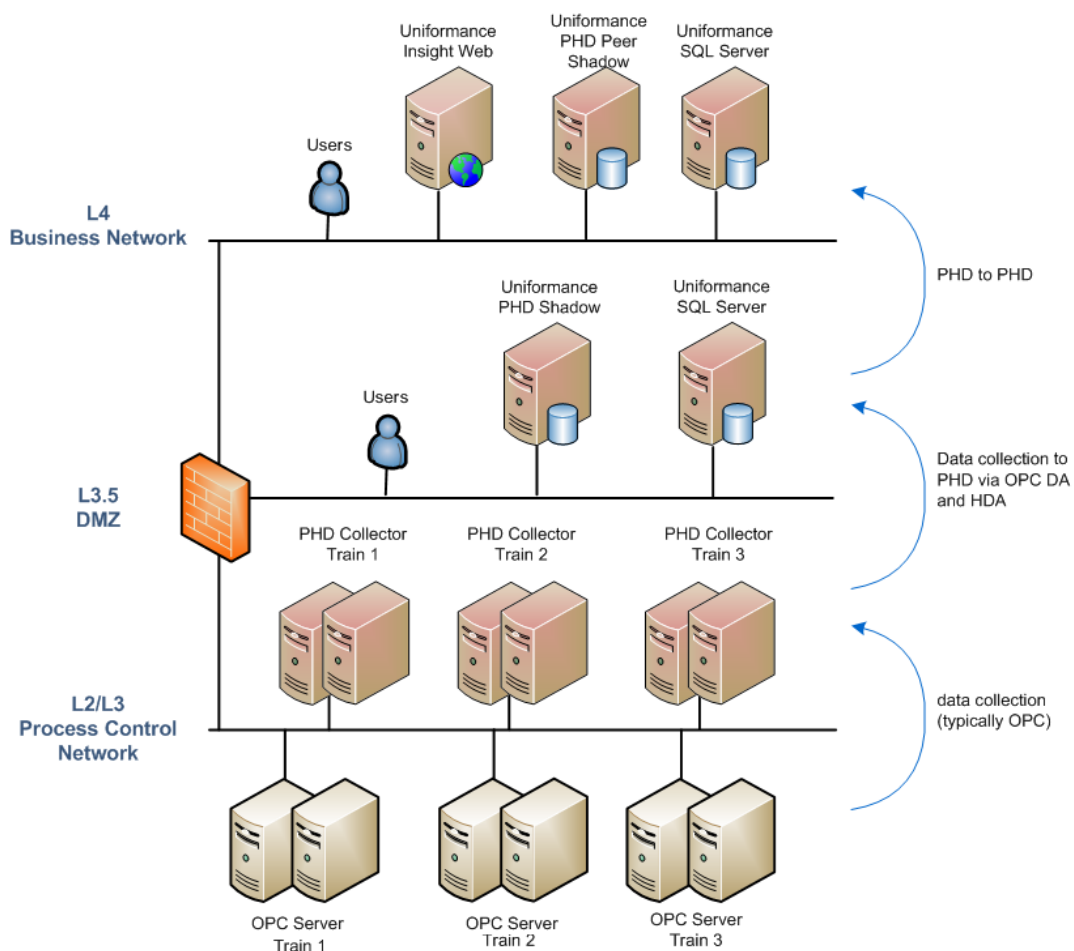 Uniformance
Insight Web
Uniformance
PHD Peer
Shadow
Uniformance
SQL Server
Users
L4
Business Network
PHD to PHD
Uniformance
PHD Shadow
Uniformance
SQL Server
Users
Data collection to
PHD via OPC DA
and HDA
L3.5
DMZ
PHD Collector
Train 1
PHD Collector
Train 2
PHD Collector
Train 3
L2/L3
Process Control
Network
data collection
(typically OPC)
OPC Server
Train 1
OPC Server
Train 2
OPC Server
Train 3